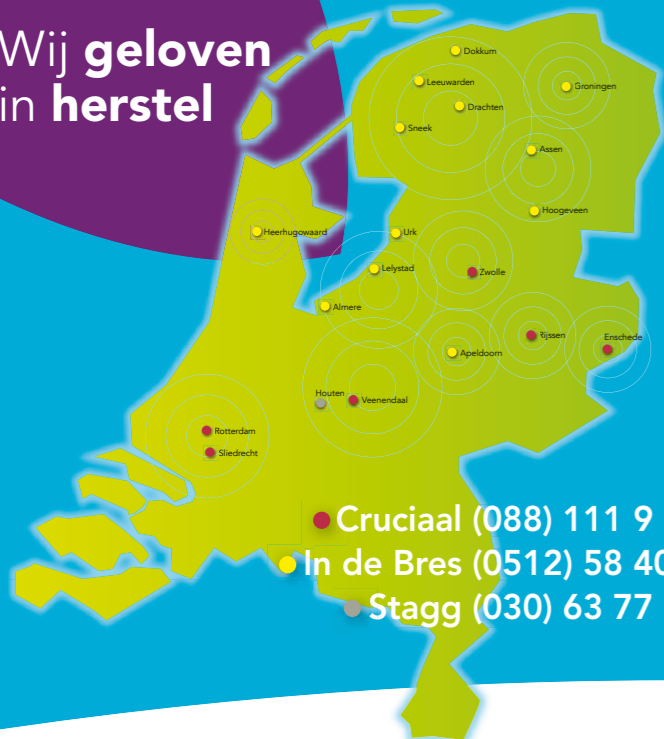 Wij geloven
in herstel
Dokkum
Leeuwarden
Groningen
Drachten
Sneek
Assen
Hoogeveen
Heerhugowaard
Urk
Lelystad
Zwolle
Almere
Rijssen
Enschede
Apeldoorn
Houten
Veenendaal
Rotterdam
Sliedrecht
Cruciaal (088) 111 9
In de Bres (0512) 58 40
Stagg (030) 63 77